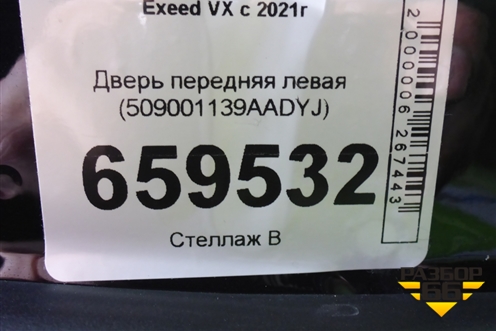 Exeed VX с 2021г
Дверь передняя левая
(509001139AADYJ)
659532
Стеллаж В
2000006267443
РАЗБОР
66